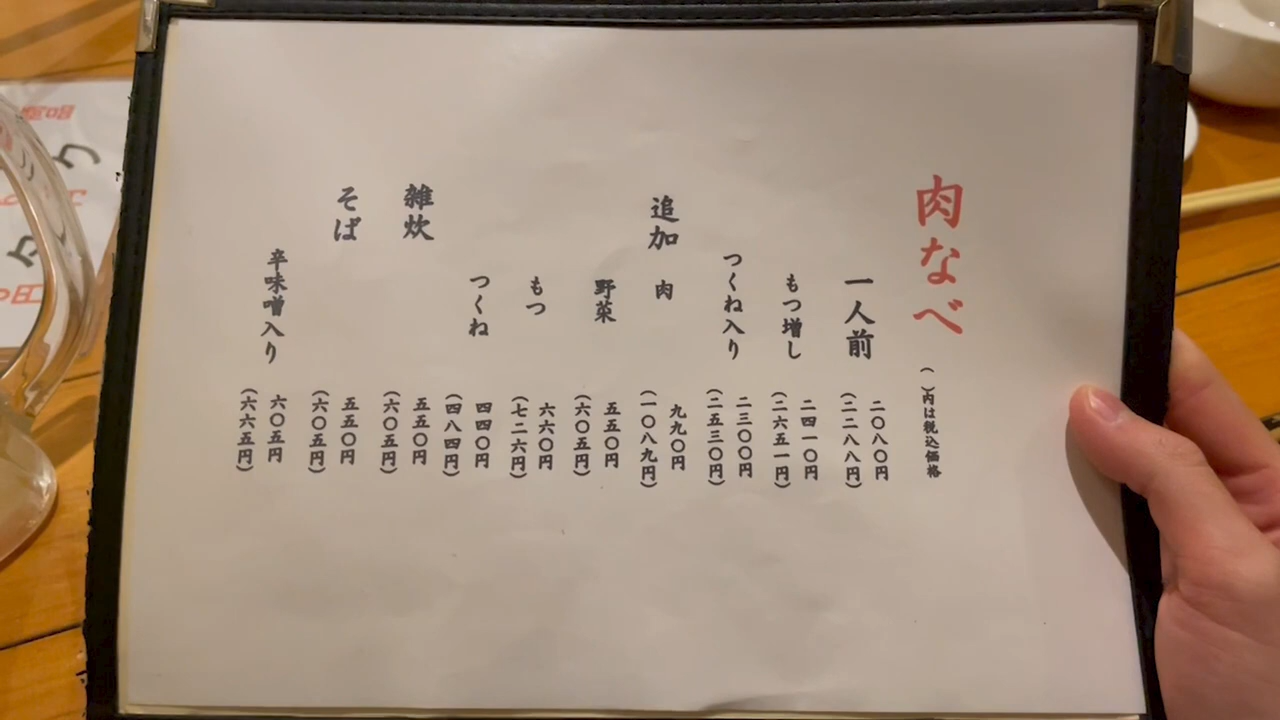 肉なべ
（　）内は税込価格
一人前
二〇八〇円
（二二八八円）
もつ増し
二四一〇円
（二六五一円）
つくね入り
二三〇〇円
（二五三〇円）
追加
肉
九九〇円
（一〇八九円）
野菜
五五〇円
（六〇五円）
もつ
六六〇円
（七二六円）
つくね
四四〇円
（四八四円）
雑炊
五五〇円
（六〇五円）
そば
五五〇円
（六〇五円）
辛味噌入り
六〇五円
（六六五円）